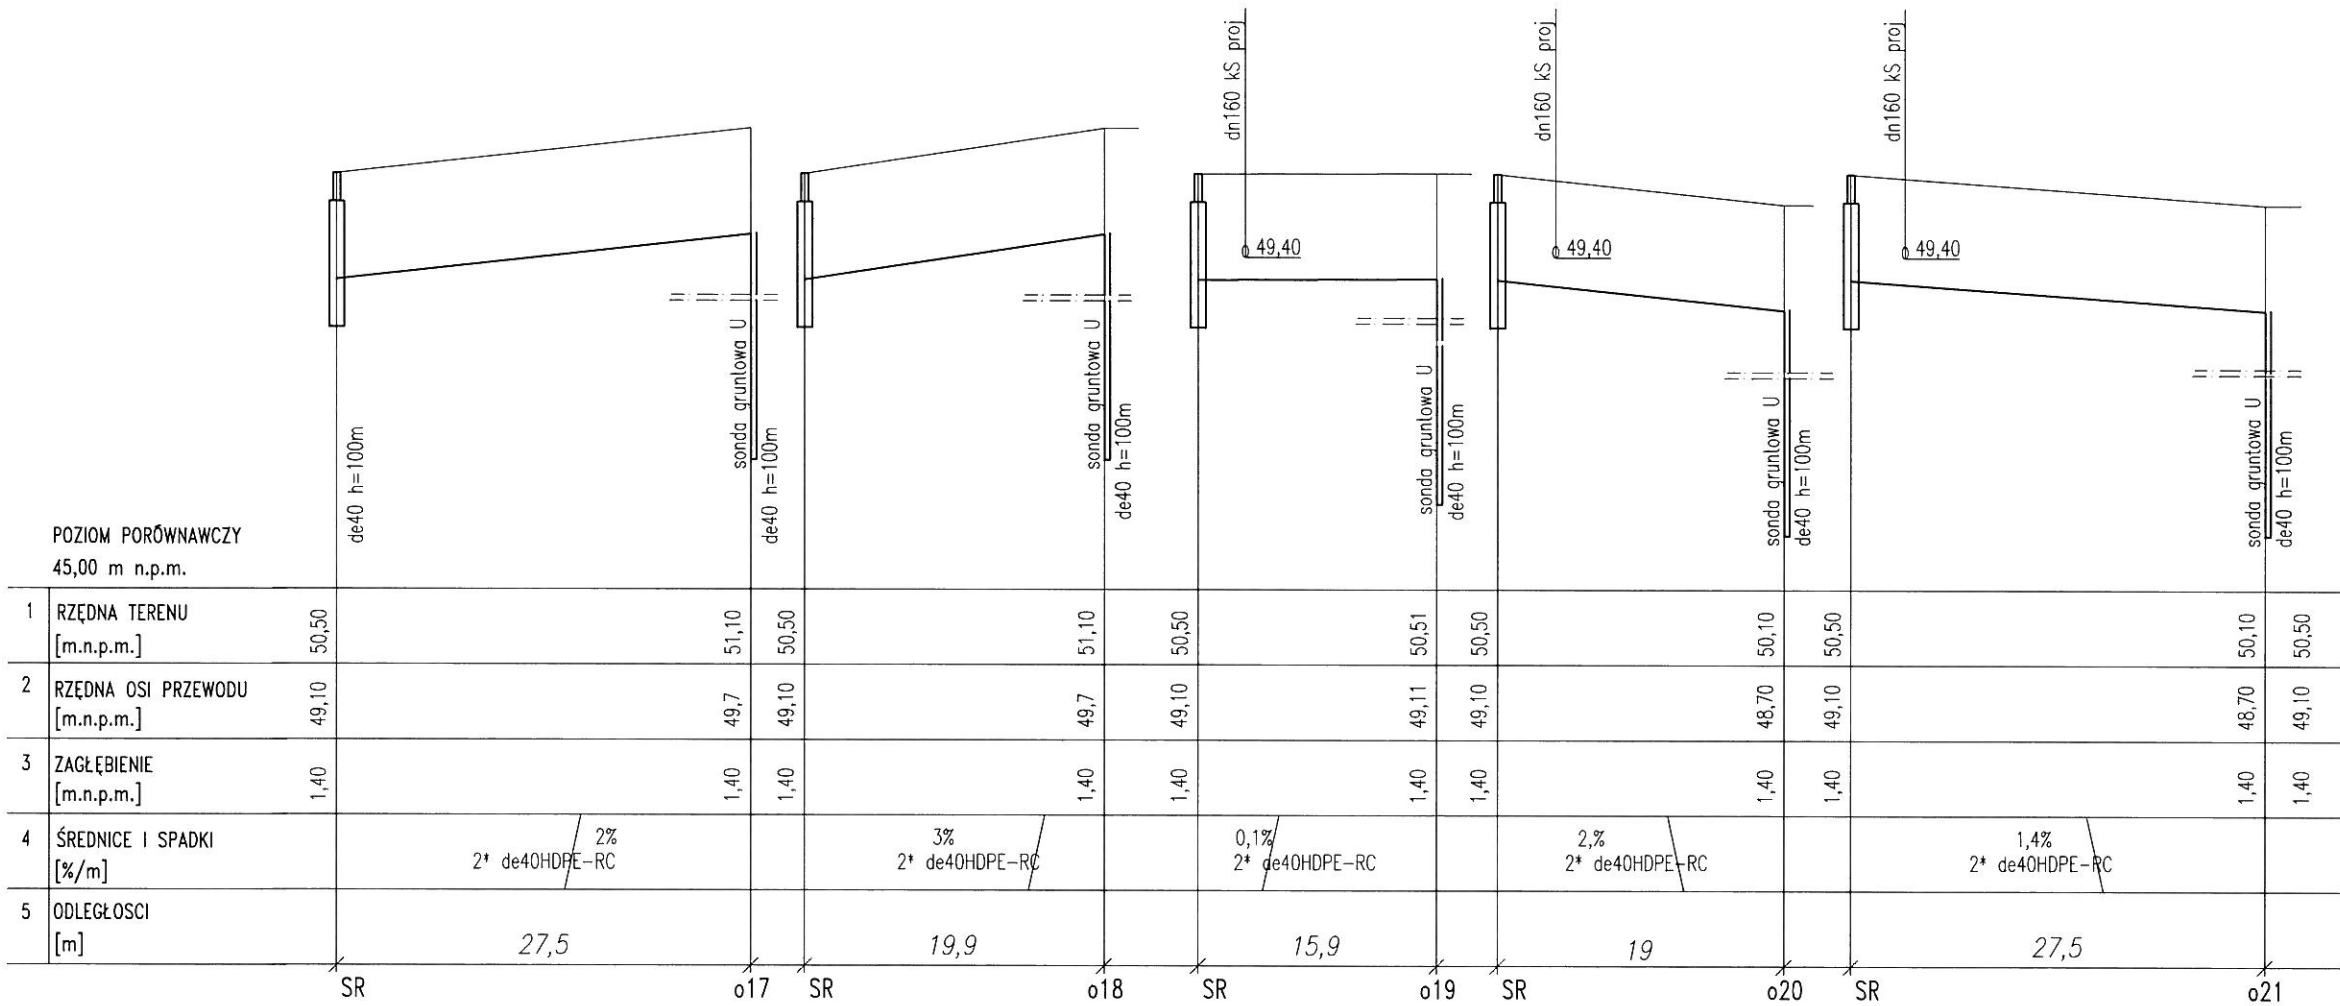 dn160 kS proj
dn160 kS proj
dn160 kS proj
49,40
49,40
49,40
de40 h=100m
sonda gruntowa U
de40 h=100m
sonda gruntowa U
de40 h=100m
sonda gruntowa U
de40 h=100m
sonda gruntowa U
de40 h=100m
sonda gruntowa U
de40 h=100m
POZIOM PORÓWNAWCZY
45,00 m n.p.m.
1 RZĘDNA TERENU
[m.n.p.m.]
50,50 51,10 50,50 51,10 50,50 50,51 50,50 50,10 50,50 50,10 50,50
2 RZĘDNA OSI PRZEWODU
[m.n.p.m.]
49,10 49,7 49,10 49,7 49,10 49,11 49,10 48,70 49,10 48,70 49,10
3 ZAGŁĘBIENIE
[m.n.p.m.]
1,40 1,40 1,40 1,40 1,40 1,40 1,40 1,40 1,40 1,40 1,40
4 ŚREDNICE I SPADKI
[%/m]
2% 3% 0,1% 2,% 1,4%
2* de40HDPE-RC 2* de40HDPE-RC 2* de40HDPE-RC 2* de40HDPE-RC 2* de40HDPE-RC
5 ODLEGŁOSCI
[m]
27,5 19,9 15,9 19 27,5
SR o17 SR o18 SR o19 SR o20 SR o21